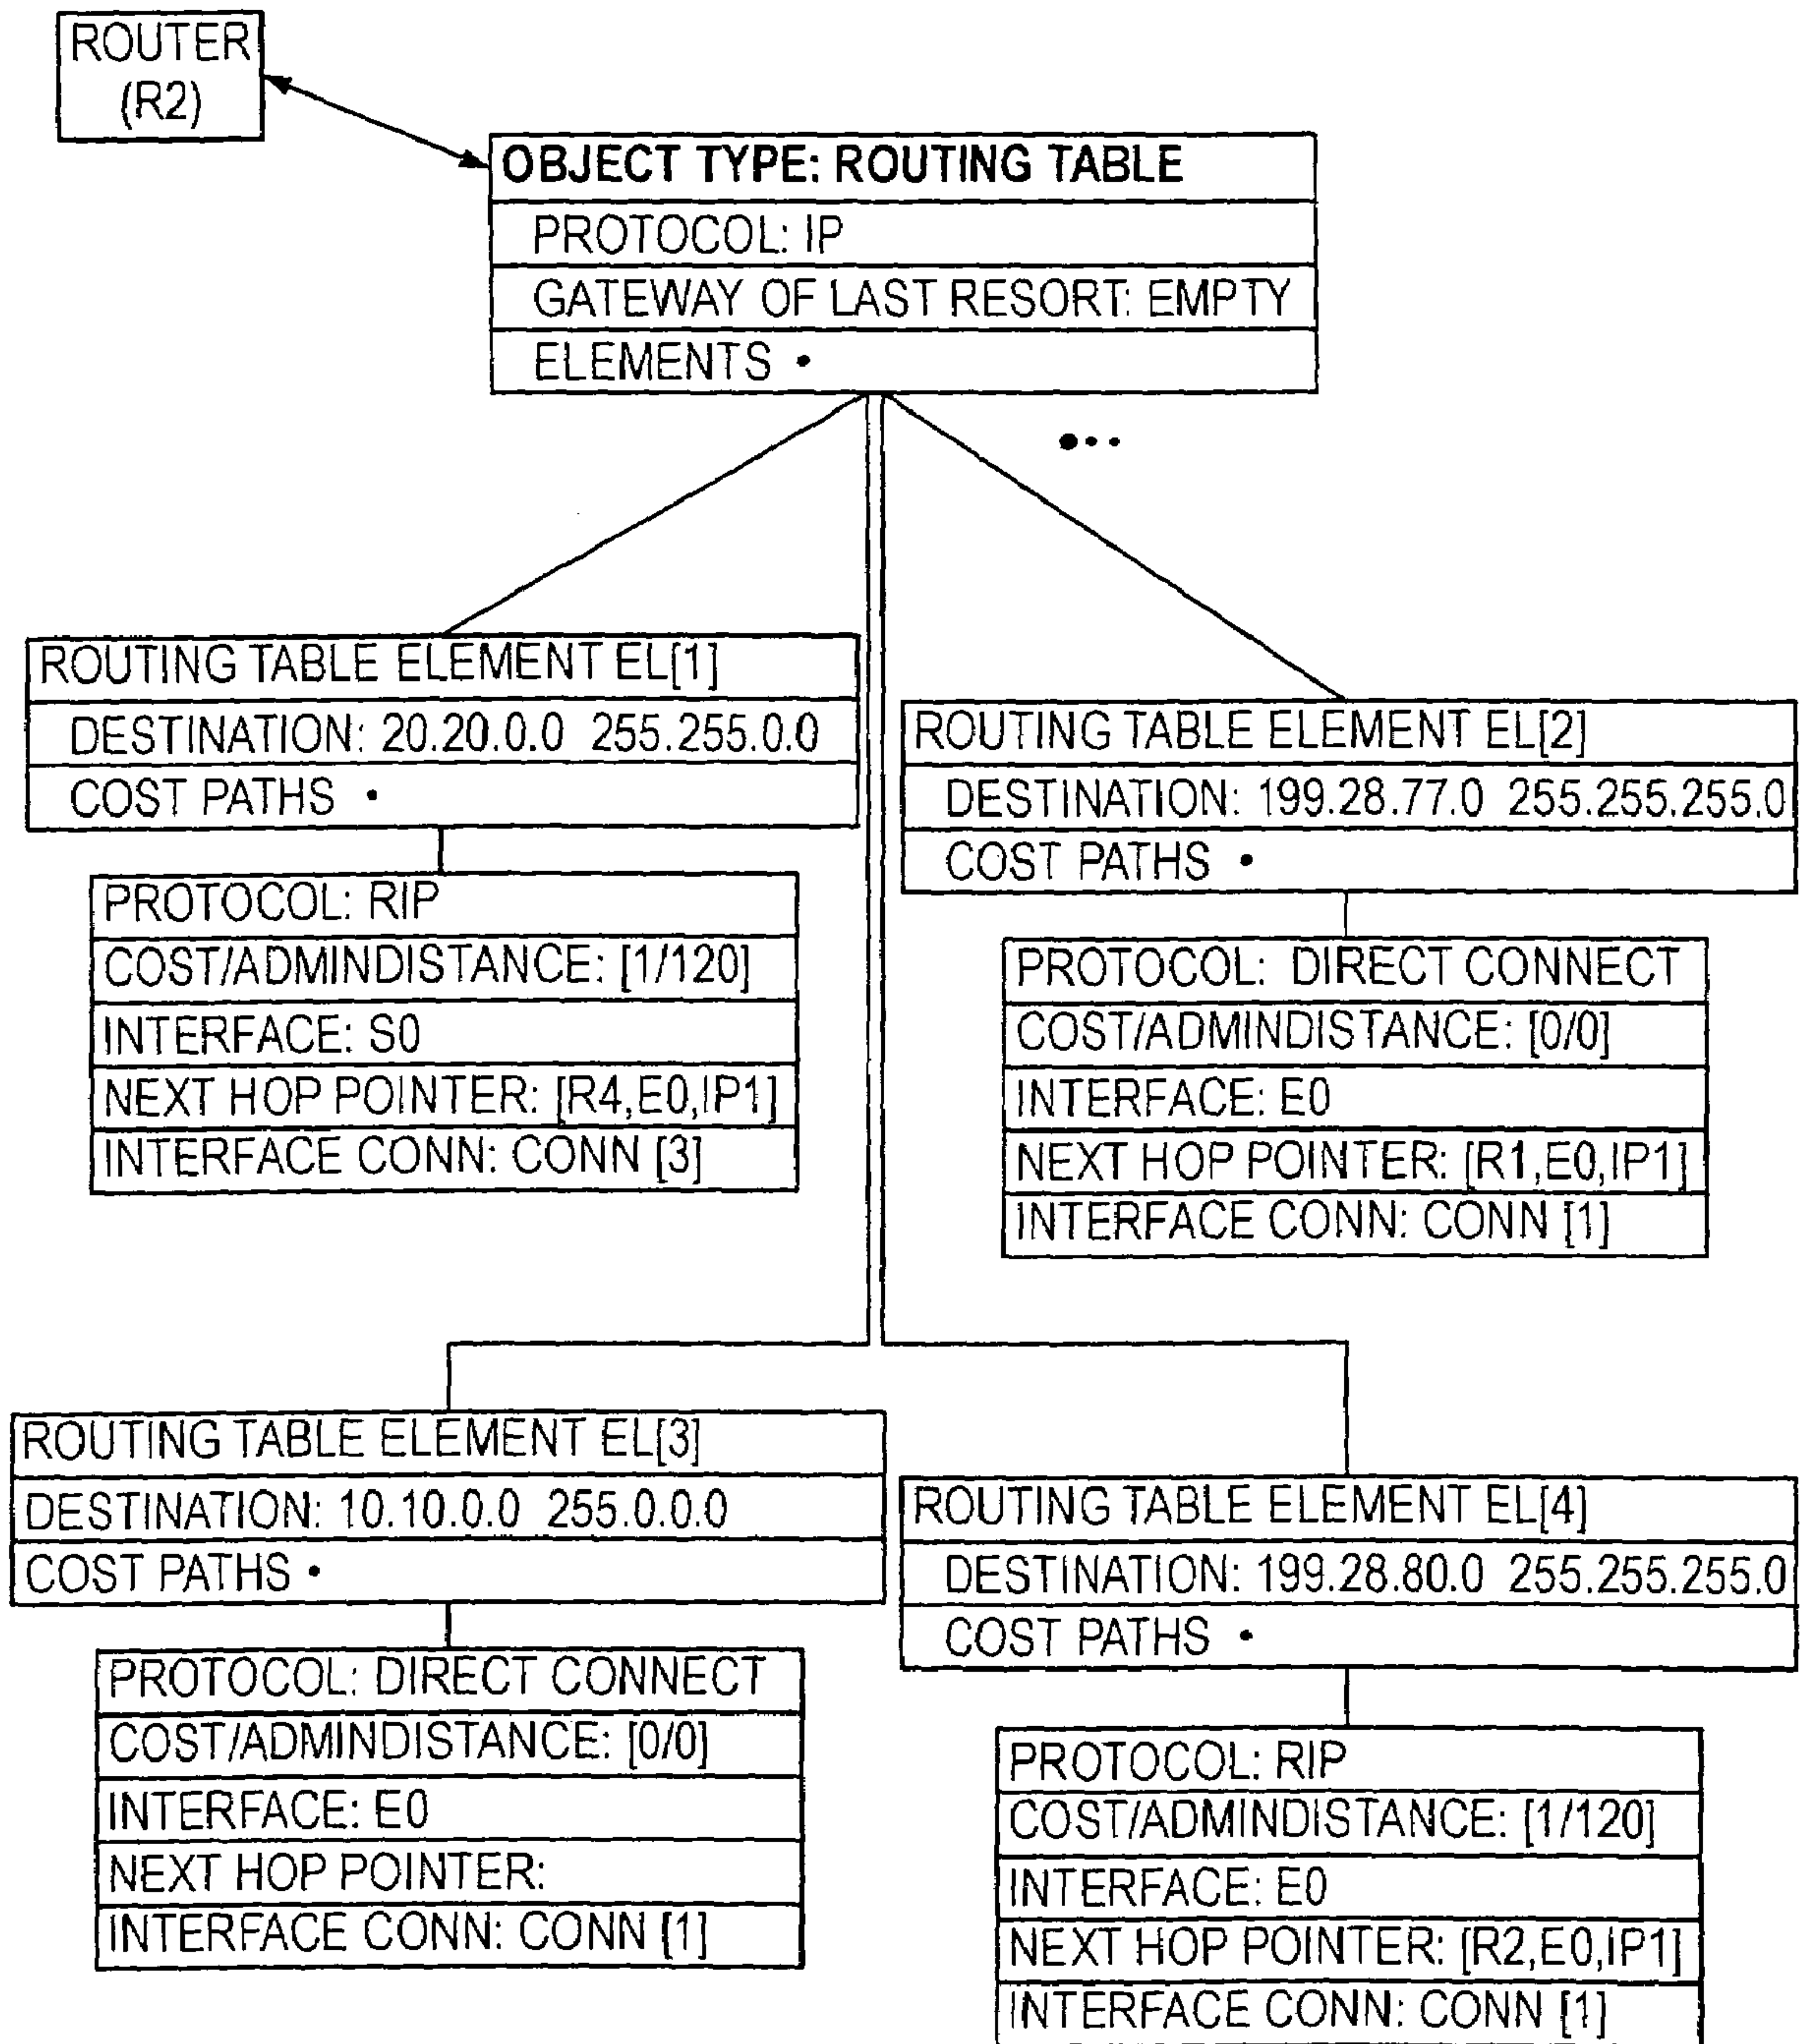 ROUTER
(R2)
OBJECT TYPE: ROUTING TABLE
PROTOCOL: IP
GATEWAY OF LAST RESORT: EMPTY
ELEMENTS •
ROUTING TABLE ELEMENT EL[1]
DESTINATION: 20.20.0.0 255.255.0.0
COST PATHS •
PROTOCOL: RIP
COST/ADMINDISTANCE: [1/120]
INTERFACE: S0
NEXT HOP POINTER: [R4,E0,IP1]
INTERFACE CONN: CONN [3]
ROUTING TABLE ELEMENT EL[2]
DESTINATION: 199.28.77.0 255.255.255.0
COST PATHS •
PROTOCOL: DIRECT CONNECT
COST/ADMINDISTANCE: [0/0]
INTERFACE: E0
NEXT HOP POINTER: [R1,E0,IP1]
INTERFACE CONN: CONN [1]
ROUTING TABLE ELEMENT EL[3]
DESTINATION: 10.10.0.0 255.0.0.0
COST PATHS •
PROTOCOL: DIRECT CONNECT
COST/ADMINDISTANCE: [0/0]
INTERFACE: E0
NEXT HOP POINTER:
INTERFACE CONN: CONN [1]
ROUTING TABLE ELEMENT EL[4]
DESTINATION: 199.28.80.0 255.255.255.0
COST PATHS •
PROTOCOL: RIP
COST/ADMINDISTANCE: [1/120]
INTERFACE: E0
NEXT HOP POINTER: [R2,E0,IP1]
INTERFACE CONN: CONN [1]